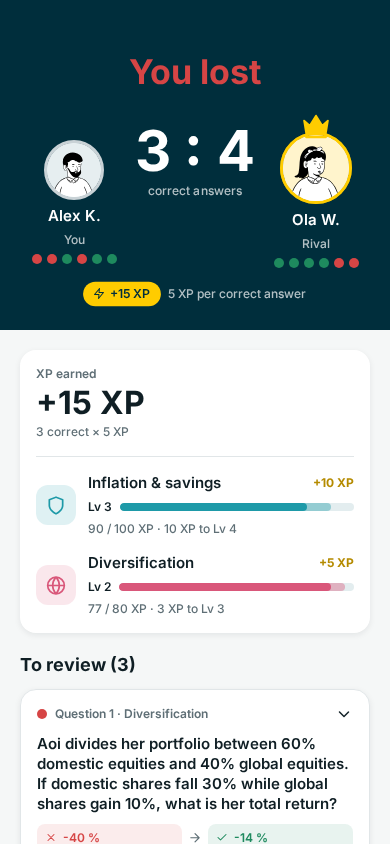 You lost
3 : 4
correct answers
Alex K.
You
Ola W.
Rival
+15 XP 5 XP per correct answer
XP earned
+15 XP
3 correct × 5 XP
Inflation & savings +10 XP
Lv 3
90 / 100 XP · 10 XP to Lv 4
Diversification +5 XP
Lv 2
77 / 80 XP · 3 XP to Lv 3
To review (3)
Question 1 · Diversification
Aoi divides her portfolio between 60%
domestic equities and 40% global equities.
If domestic shares fall 30% while global
shares gain 10%, what is her total return?
-40 % → -14 %